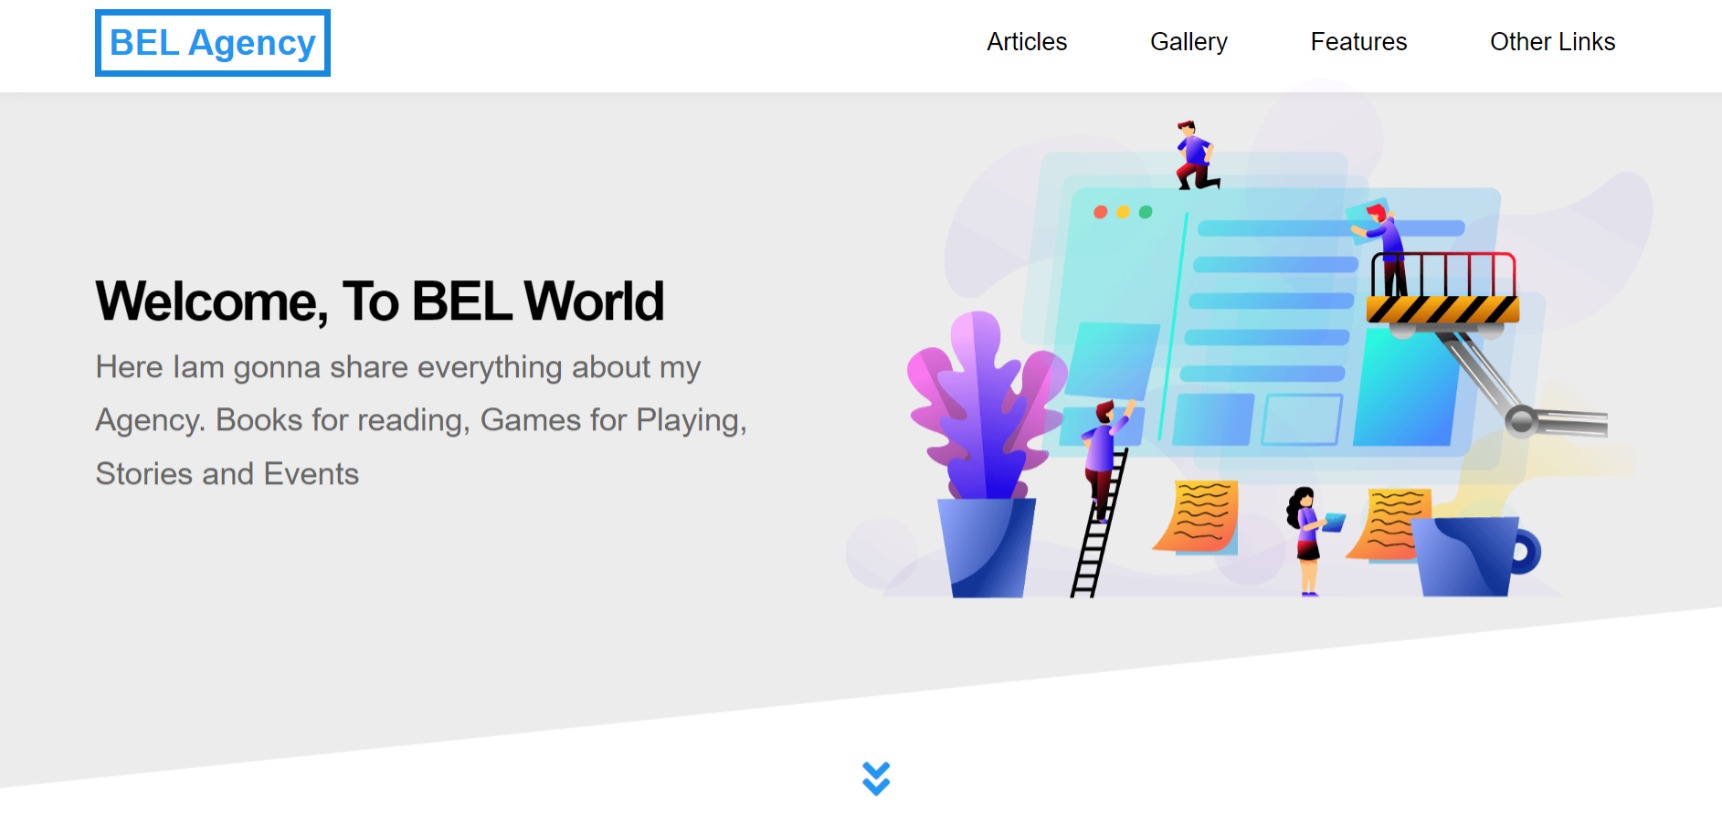 BEL Agency
Articles
Gallery
Features
Other Links
Welcome, To BEL World
Here Iam gonna share everything about my
Agency. Books for reading, Games for Playing,
Stories and Events